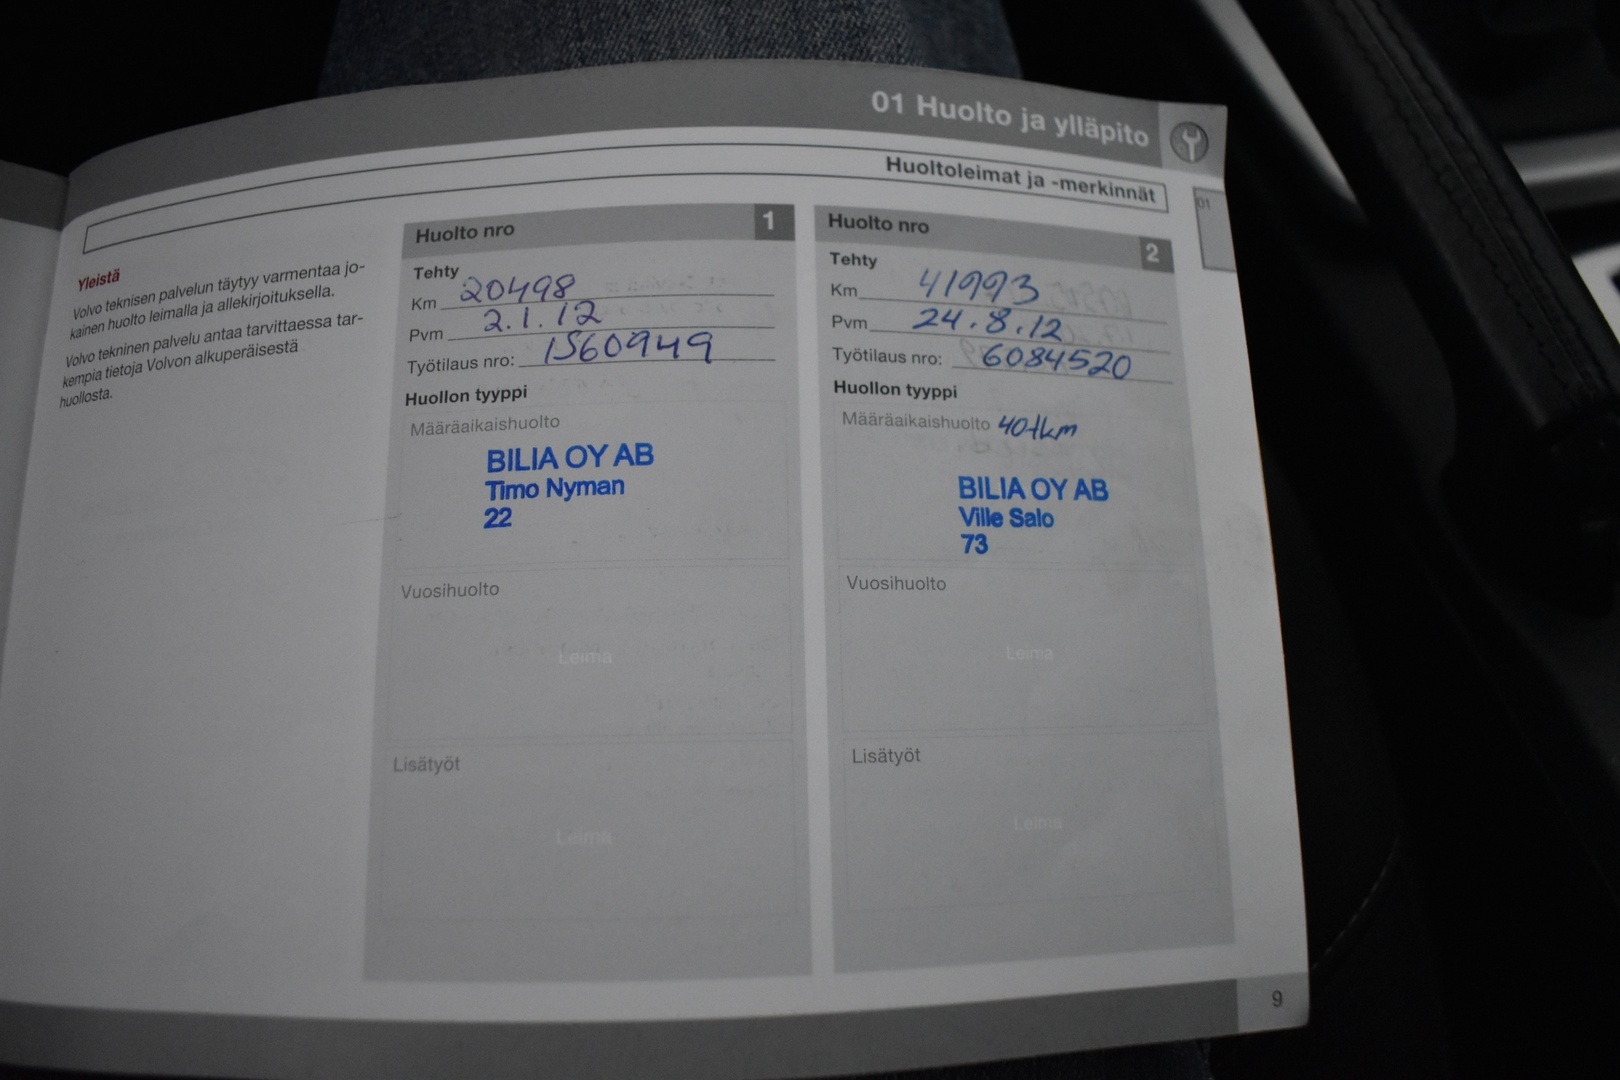 01 Huolto ja ylläpito
Huoltoleimat ja -merkinnät
01
Yleistä
Volvo teknisen palvelun täytyy varmentaa jo-
kainen huolto leimalla ja allekirjoituksella.
Volvo tekninen palvelu antaa tarvittaessa tar-
kempia tietoja Volvon alkuperäisestä
huollosta.
Huolto nro 1
Tehty
Km 20498
Pvm 2.1.12
Työtilaus nro: 1560949
Huollon tyyppi
Määräaikaishuolto
BILIA OY AB
Timo Nyman
22
Vuosihuolto
Leima
Lisätyöt
Leima
Huolto nro 2
Tehty
Km 41993
Pvm 24.8.12
Työtilaus nro: 6084520
Huollon tyyppi
Määräaikaishuolto 40tkm
BILIA OY AB
Ville Salo
73
Vuosihuolto
Leima
Lisätyöt
Leima
9